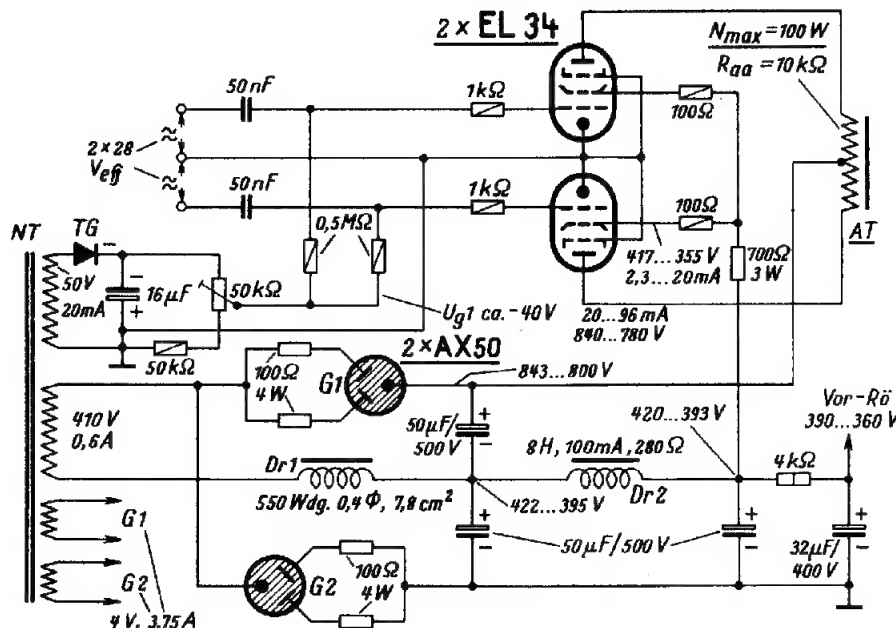 2 × EL 34
Nmax = 100 W
Raa = 10 kΩ
50 nF
1 kΩ
100 Ω
2 × 28
Veff
50 nF
1 kΩ
100 Ω
AT
NT
TG
0,5 MΩ
417...355 V
2,3...20 mA
700 Ω
3 W
50 V
20 mA
16 µF
50 kΩ
Ug1 ca. -40 V
20...96 mA
840...780 V
50 kΩ
2 × AX50
100 Ω
4 W
G1
843...800 V
410 V
0,6 A
50 µF/
500 V
420...393 V
Vor-Rö
390...360 V
Dr1
8 H, 100 mA, 280 Ω
4 kΩ
550 Wdg. 0,4 Φ, 7,8 cm²
422...395 V
Dr2
G1
50 µF/500 V
32 µF/
400 V
G2
100 Ω
4 W
G2
4 V, 3,75 A